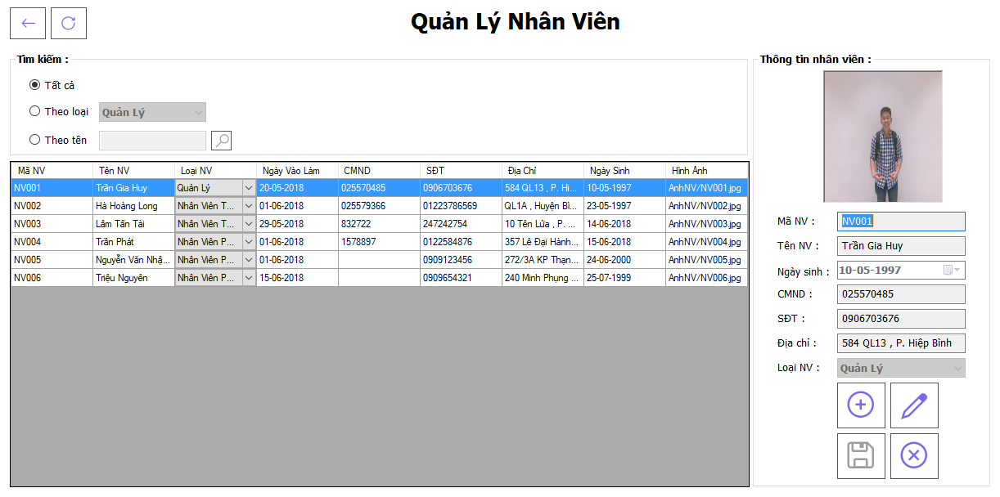 Quản Lý Nhân Viên
Tìm kiếm :
Tất cả
Theo loại Quản Lý
Theo tên
Mã NV Tên NV Loại NV Ngày Vào Làm CMND SĐT Địa Chỉ Ngày Sinh Hình Ảnh
NV001 Trần Gia Huy Quản Lý 20-05-2018 025570485 0906703676 584 QL13 , P. Hi... 10-05-1997 AnhNV/NV001.jpg
NV002 Hà Hoàng Long Nhân Viên T... 01-06-2018 025579366 01223786569 QL1A , Huyện Bì... 23-05-1997 AnhNV/NV002.jpg
NV003 Lâm Tấn Tài Nhân Viên T... 29-05-2018 832722 247242754 10 Tên Lửa , P. ... 14-06-2018 AnhNV/NV003.jpg
NV004 Trần Phát Nhân Viên P... 01-06-2018 1578897 0122584876 357 Lê Đại Hành... 15-06-2018 AnhNV/NV004.jpg
NV005 Nguyễn Văn Nhậ... Nhân Viên P... 01-06-2018 0909123456 272/3A KP Thạn... 24-06-2000 AnhNV/NV005.jpg
NV006 Triệu Nguyên Nhân Viên P... 15-06-2018 0909654321 240 Minh Phụng ... 25-07-1999 AnhNV/NV006.jpg
Thông tin nhân viên :
Mã NV : NV001
Tên NV : Trần Gia Huy
Ngày sinh : 10-05-1997
CMND : 025570485
SĐT : 0906703676
Địa chỉ : 584 QL13 , P. Hiệp Bình
Loại NV : Quản Lý